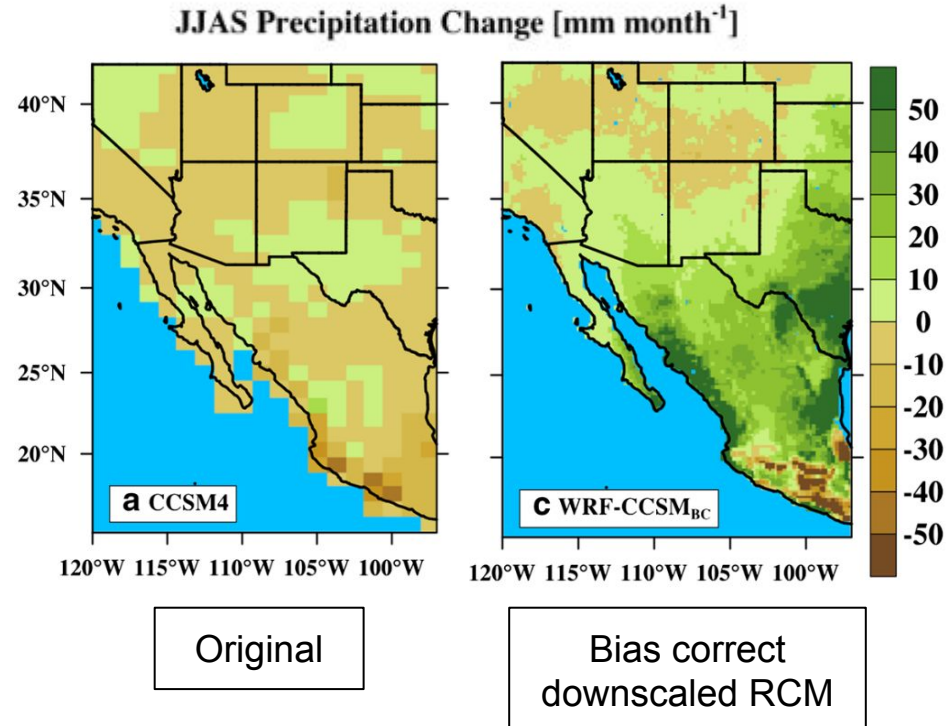 JJAS Precipitation Change [mm month⁻¹]
40°N
35°N
30°N
25°N
20°N
a CCSM4
120°W 115°W 110°W 105°W 100°W
c WRF-CCSM_BC
120°W 115°W 110°W 105°W 100°W
50
40
30
20
10
0
-10
-20
-30
-40
-50
Original
Bias correct
downscaled RCM